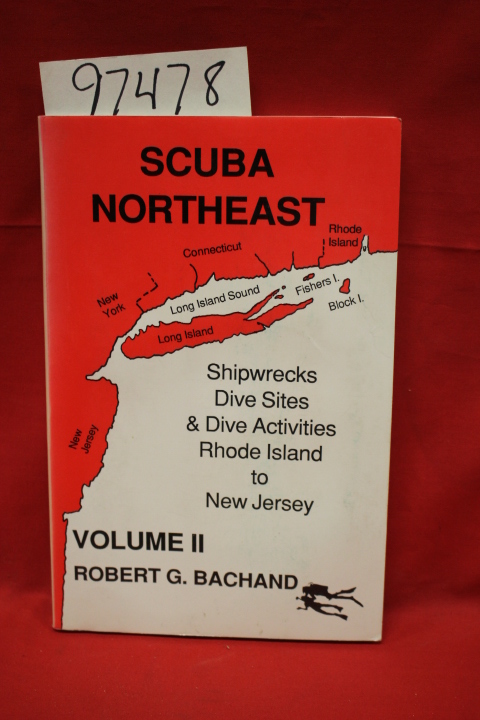 97478
SCUBA
NORTHEAST
Rhode
Island
Connecticut
New
York
Long Island Sound
Fishers I.
Block I.
Long Island
New
Jersey
Shipwrecks
Dive Sites
& Dive Activities
Rhode Island
to
New Jersey
VOLUME II
ROBERT G. BACHAND